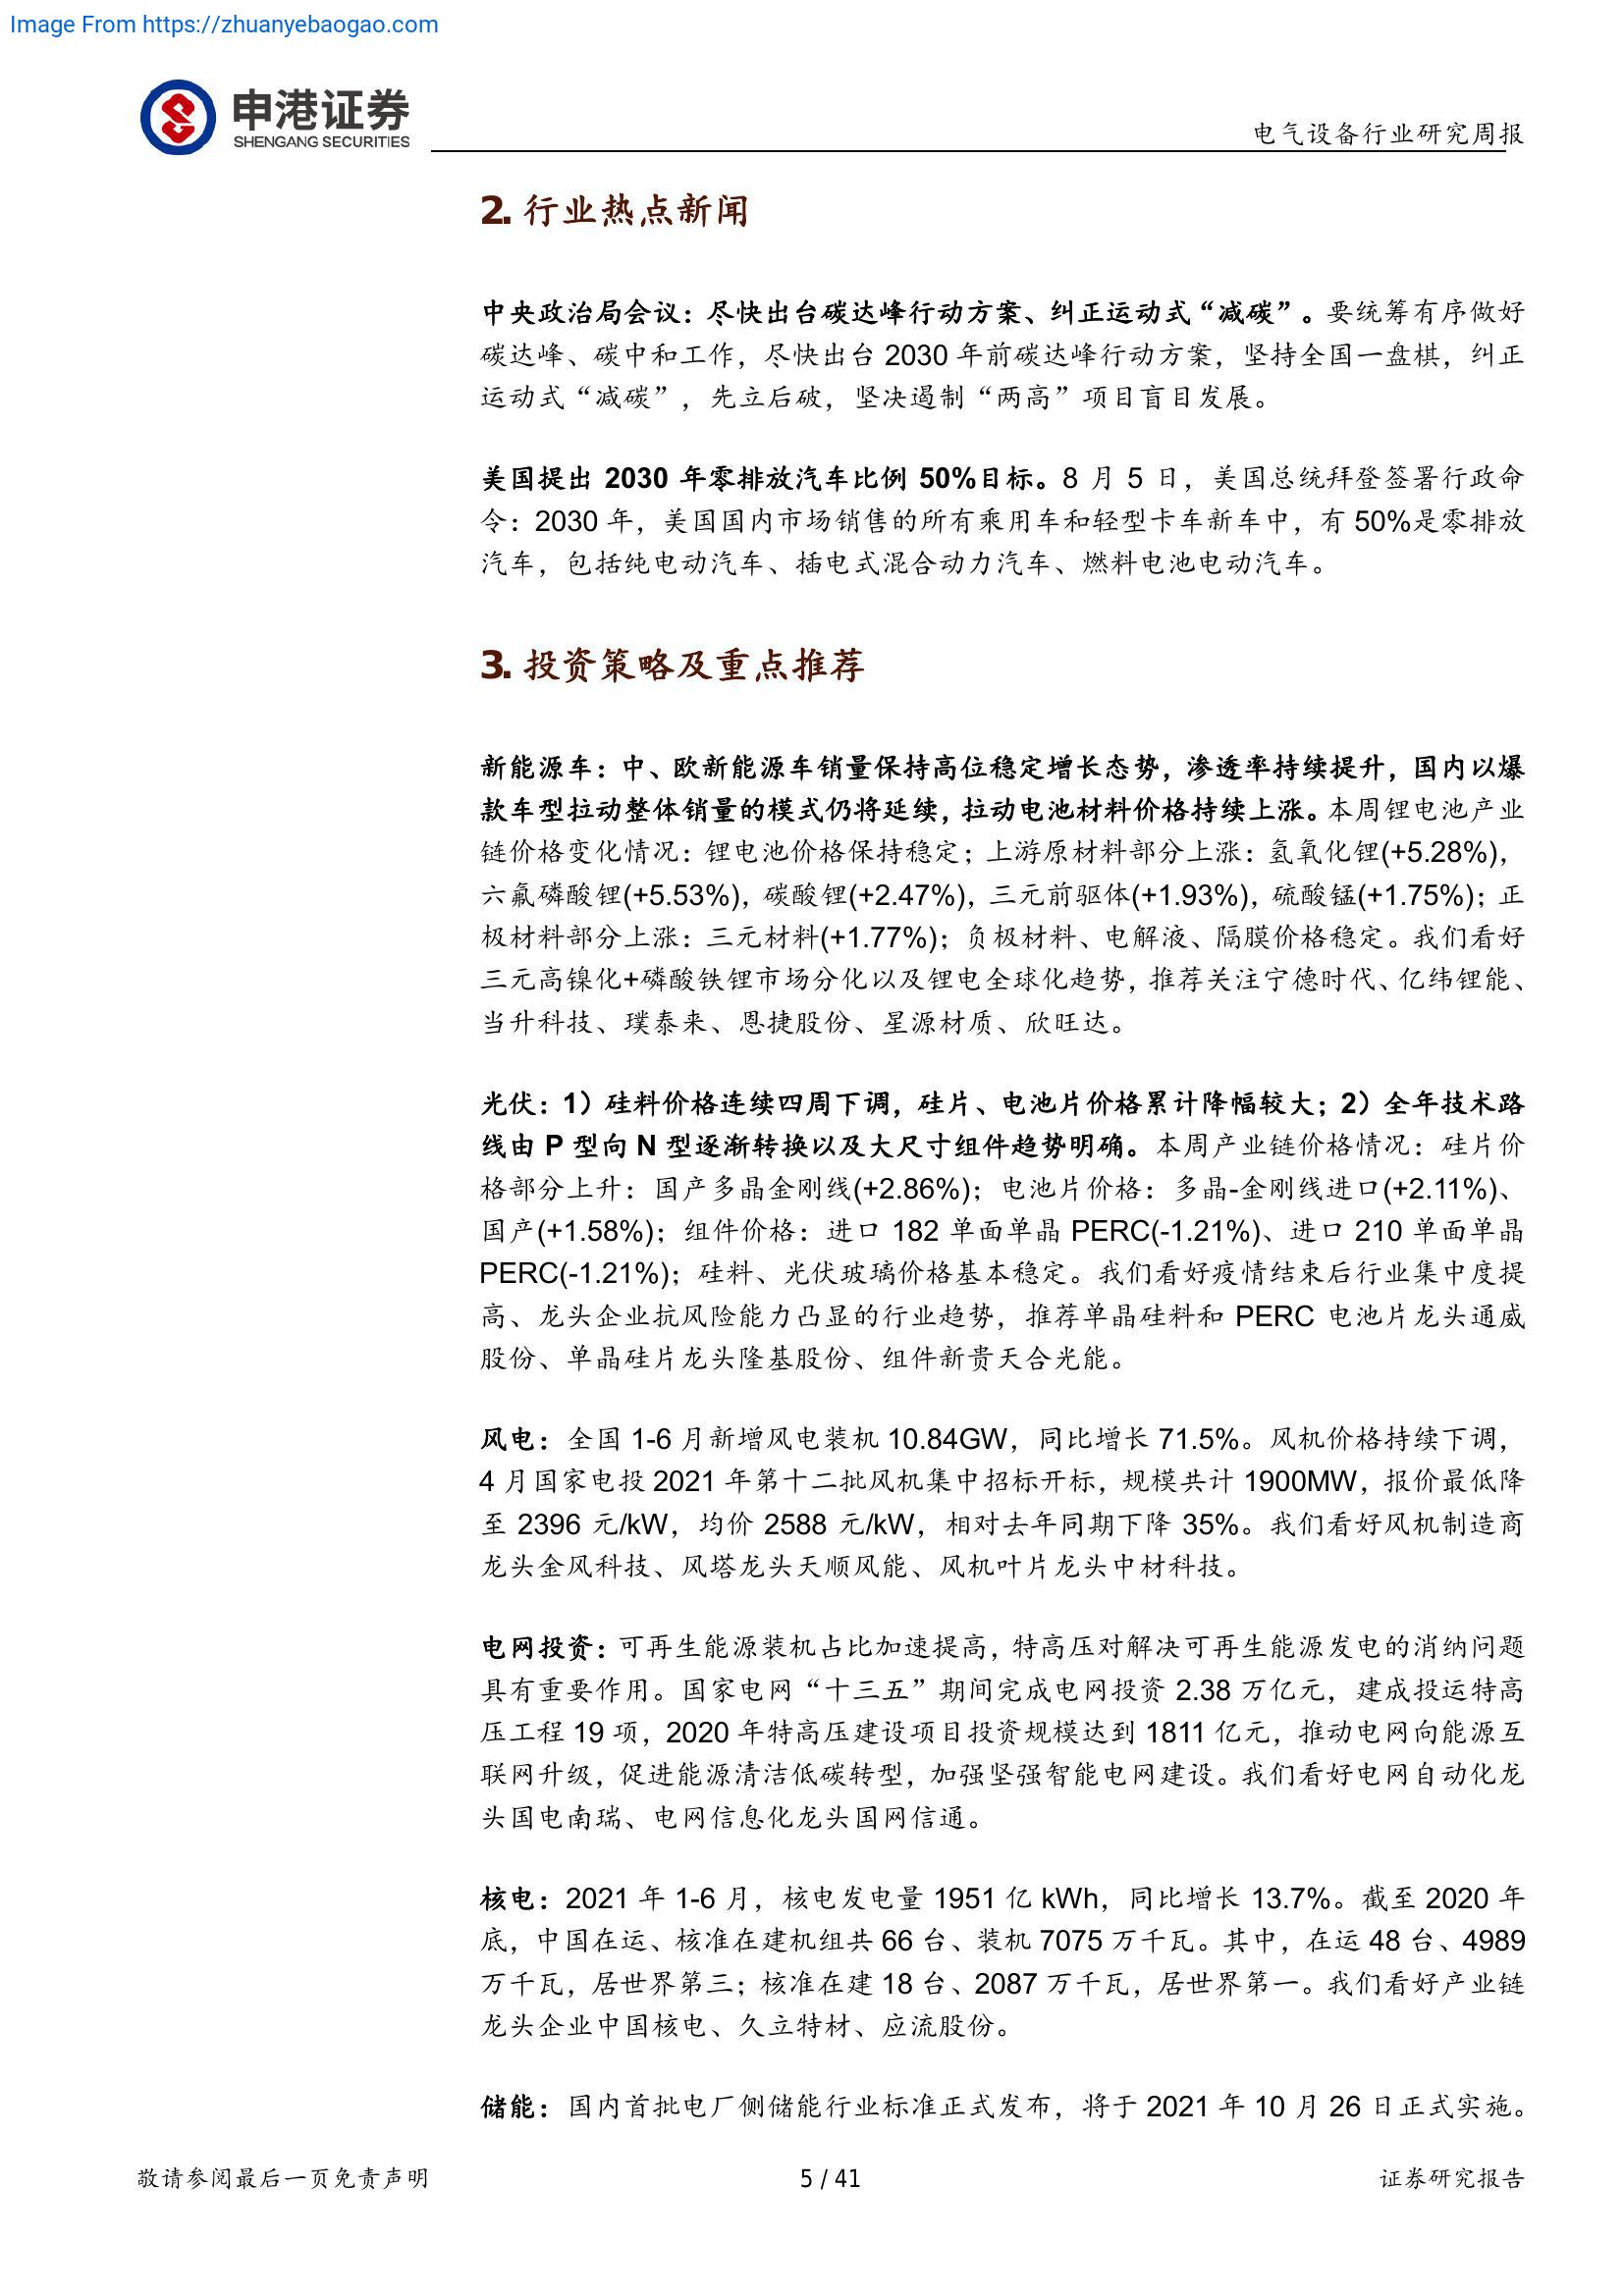 Image From https://zhuanyebaogao.com
申港证券
SHENGANG SECURITIES
电气设备行业研究周报
2. 行业热点新闻
中央政治局会议：尽快出台碳达峰行动方案、纠正运动式“减碳”。要统筹有序做好
碳达峰、碳中和工作，尽快出台 2030 年前碳达峰行动方案，坚持全国一盘棋，纠正
运动式“减碳”，先立后破，坚决遏制“两高”项目盲目发展。
美国提出 2030 年零排放汽车比例 50%目标。8 月 5 日，美国总统拜登签署行政命
令：2030 年，美国国内市场销售的所有乘用车和轻型卡车新车中，有 50%是零排放
汽车，包括纯电动汽车、插电式混合动力汽车、燃料电池电动汽车。
3. 投资策略及重点推荐
新能源车：中、欧新能源车销量保持高位稳定增长态势，渗透率持续提升，国内以爆
款车型拉动整体销量的模式仍将延续，拉动电池材料价格持续上涨。本周锂电池产业
链价格变化情况：锂电池价格保持稳定；上游原材料部分上涨：氢氧化锂(+5.28%)，
六氟磷酸锂(+5.53%)，碳酸锂(+2.47%)，三元前驱体(+1.93%)，硫酸锰(+1.75%)；正
极材料部分上涨：三元材料(+1.77%)；负极材料、电解液、隔膜价格稳定。我们看好
三元高镍化+磷酸铁锂市场分化以及锂电全球化趋势，推荐关注宁德时代、亿纬锂能、
当升科技、璞泰来、恩捷股份、星源材质、欣旺达。
光伏：1）硅料价格连续四周下调，硅片、电池片价格累计降幅较大；2）全年技术路
线由 P 型向 N 型逐渐转换以及大尺寸组件趋势明确。本周产业链价格情况：硅片价
格部分上升：国产多晶金刚线(+2.86%)；电池片价格：多晶-金刚线进口(+2.11%)、
国产(+1.58%)；组件价格：进口 182 单面单晶 PERC(-1.21%)、进口 210 单面单晶
PERC(-1.21%)；硅料、光伏玻璃价格基本稳定。我们看好疫情结束后行业集中度提
高、龙头企业抗风险能力凸显的行业趋势，推荐单晶硅料和 PERC 电池片龙头通威
股份、单晶硅片龙头隆基股份、组件新贵天合光能。
风电：全国 1-6 月新增风电装机 10.84GW，同比增长 71.5%。风机价格持续下调，
4 月国家电投 2021 年第十二批风机集中招标开标，规模共计 1900MW，报价最低降
至 2396 元/kW，均价 2588 元/kW，相对去年同期下降 35%。我们看好风机制造商
龙头金风科技、风塔龙头天顺风能、风机叶片龙头中材科技。
电网投资：可再生能源装机占比加速提高，特高压对解决可再生能源发电的消纳问题
具有重要作用。国家电网“十三五”期间完成电网投资 2.38 万亿元，建成投运特高
压工程 19 项，2020 年特高压建设项目投资规模达到 1811 亿元，推动电网向能源互
联网升级，促进能源清洁低碳转型，加强坚强智能电网建设。我们看好电网自动化龙
头国电南瑞、电网信息化龙头国网信通。
核电：2021 年 1-6 月，核电发电量 1951 亿 kWh，同比增长 13.7%。截至 2020 年
底，中国在运、核准在建机组共 66 台、装机 7075 万千瓦。其中，在运 48 台、4989
万千瓦，居世界第三；核准在建 18 台、2087 万千瓦，居世界第一。我们看好产业链
龙头企业中国核电、久立特材、应流股份。
储能：国内首批电厂侧储能行业标准正式发布，将于 2021 年 10 月 26 日正式实施。
敬请参阅最后一页免责声明
5 / 41
证券研究报告